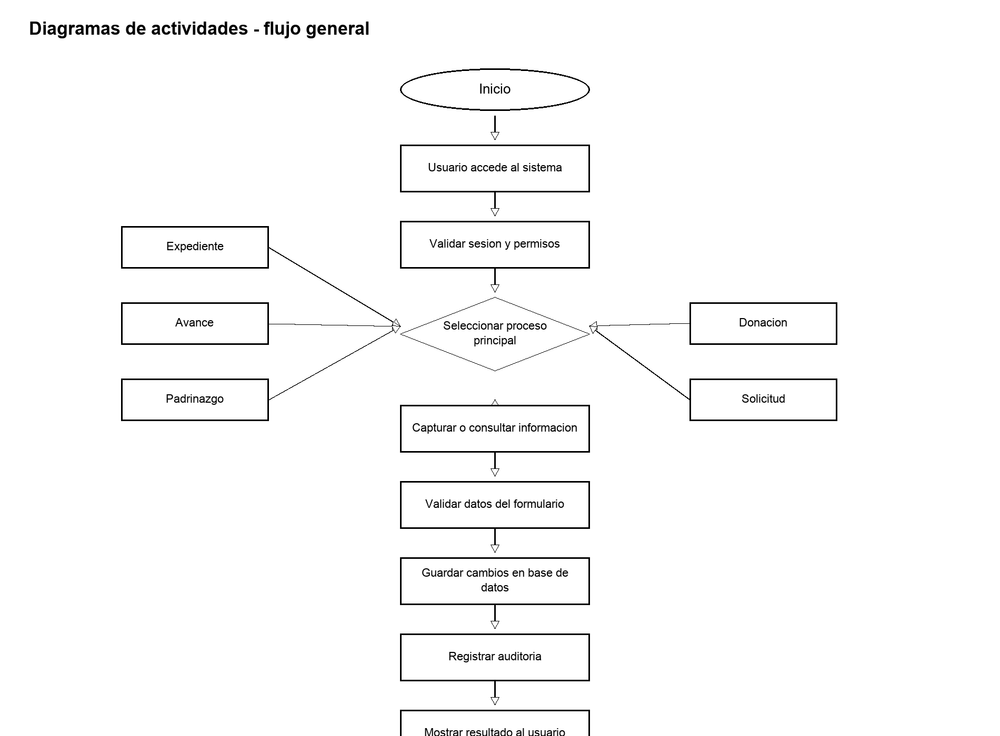 Diagramas de actividades - flujo general
Inicio
Usuario accede al sistema
Validar sesion y permisos
Expediente
Avance
Padrinazgo
Seleccionar proceso
principal
Donacion
Solicitud
Capturar o consultar informacion
Validar datos del formulario
Guardar cambios en base de
datos
Registrar auditoria
Mostrar resultado al usuario